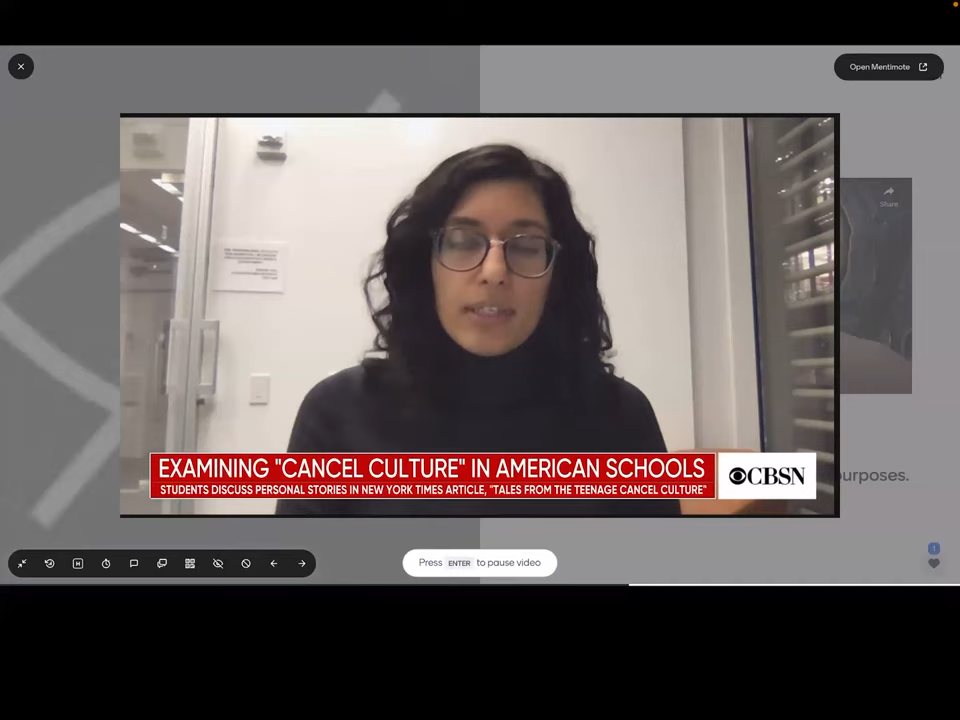 Open Mentimote
Share
EXAMINING "CANCEL CULTURE" IN AMERICAN SCHOOLS
STUDENTS DISCUSS PERSONAL STORIES IN NEW YORK TIMES ARTICLE, "TALES FROM THE TEENAGE CANCEL CULTURE"
CBSN
purposes.
1
Press ENTER to pause video